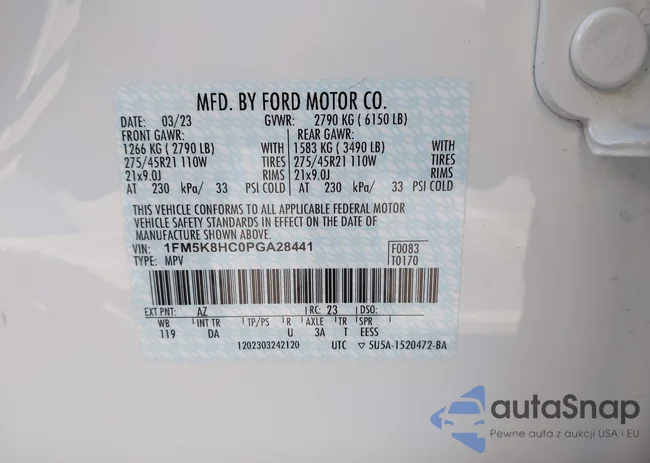 MFD. BY FORD MOTOR CO.
DATE: 03/23 GVWR: 2790 KG (6150 LB)
FRONT GAWR: REAR GAWR:
1266 KG (2790 LB) WITH 1583 KG (3490 LB) WITH
275/45R21 110W TIRES 275/45R21 110W TIRES
21x9.0J RIMS 21x9.0J RIMS
AT 230 kPa/ 33 PSI COLD AT 230 kPa/ 33 PSI COLD
THIS VEHICLE CONFORMS TO ALL APPLICABLE FEDERAL MOTOR
VEHICLE SAFETY STANDARDS IN EFFECT ON THE DATE OF
MANUFACTURE SHOWN ABOVE.
VIN: 1FM5K8HC0PGA28441 F0083
TYPE: MPV T0170
EXT PNT: AZ RC: 23 DSO:
WB INT TR TP/PS R AXLE TR SPR
119 DA U 3A T EESS
1202303242120 UTC ▽ 5U5A-1520472-BA
autaSnap
Pewne auta z aukcji USA i EU